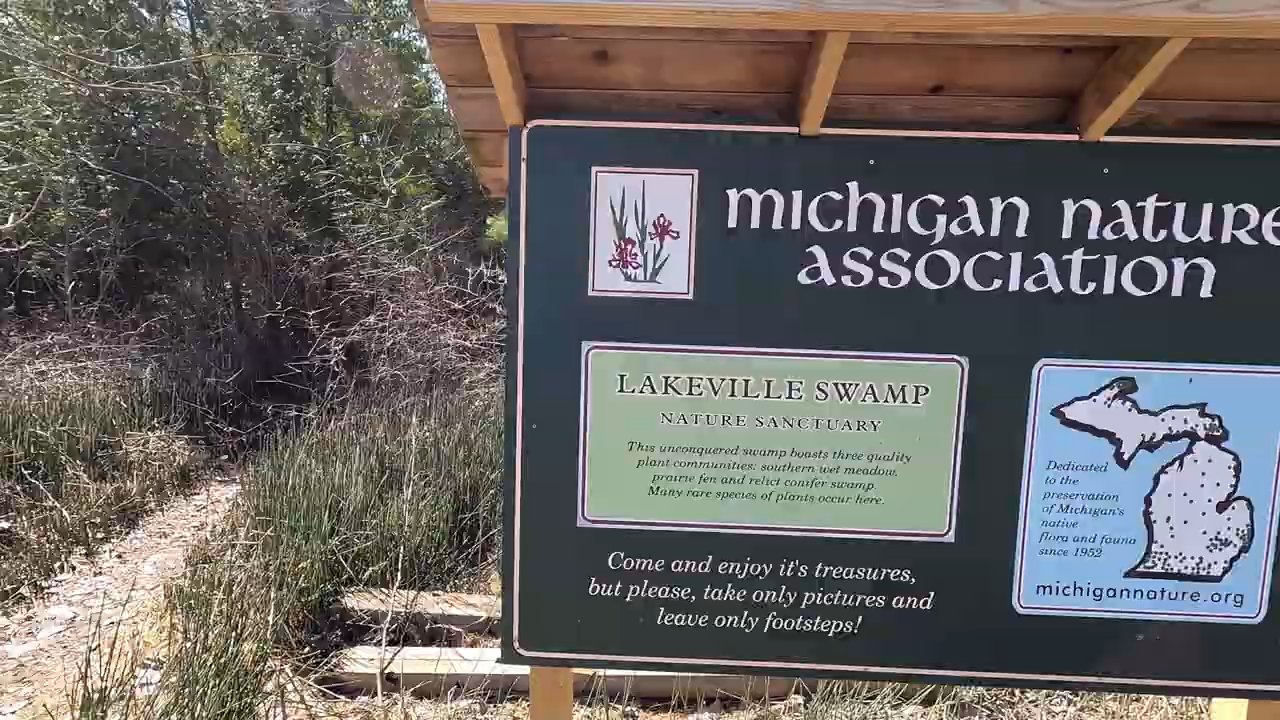 michigan nature
association
LAKEVILLE SWAMP
NATURE SANCTUARY
This unconquered swamp boasts three quality
plant communities: southern wet meadow,
prairie fen and relict conifer swamp.
Many rare species of plants occur here.
Come and enjoy it's treasures,
but please, take only pictures and
leave only footsteps!
Dedicated
to the
preservation
of Michigan's
native
flora and fauna
since 1952
michigannature.org